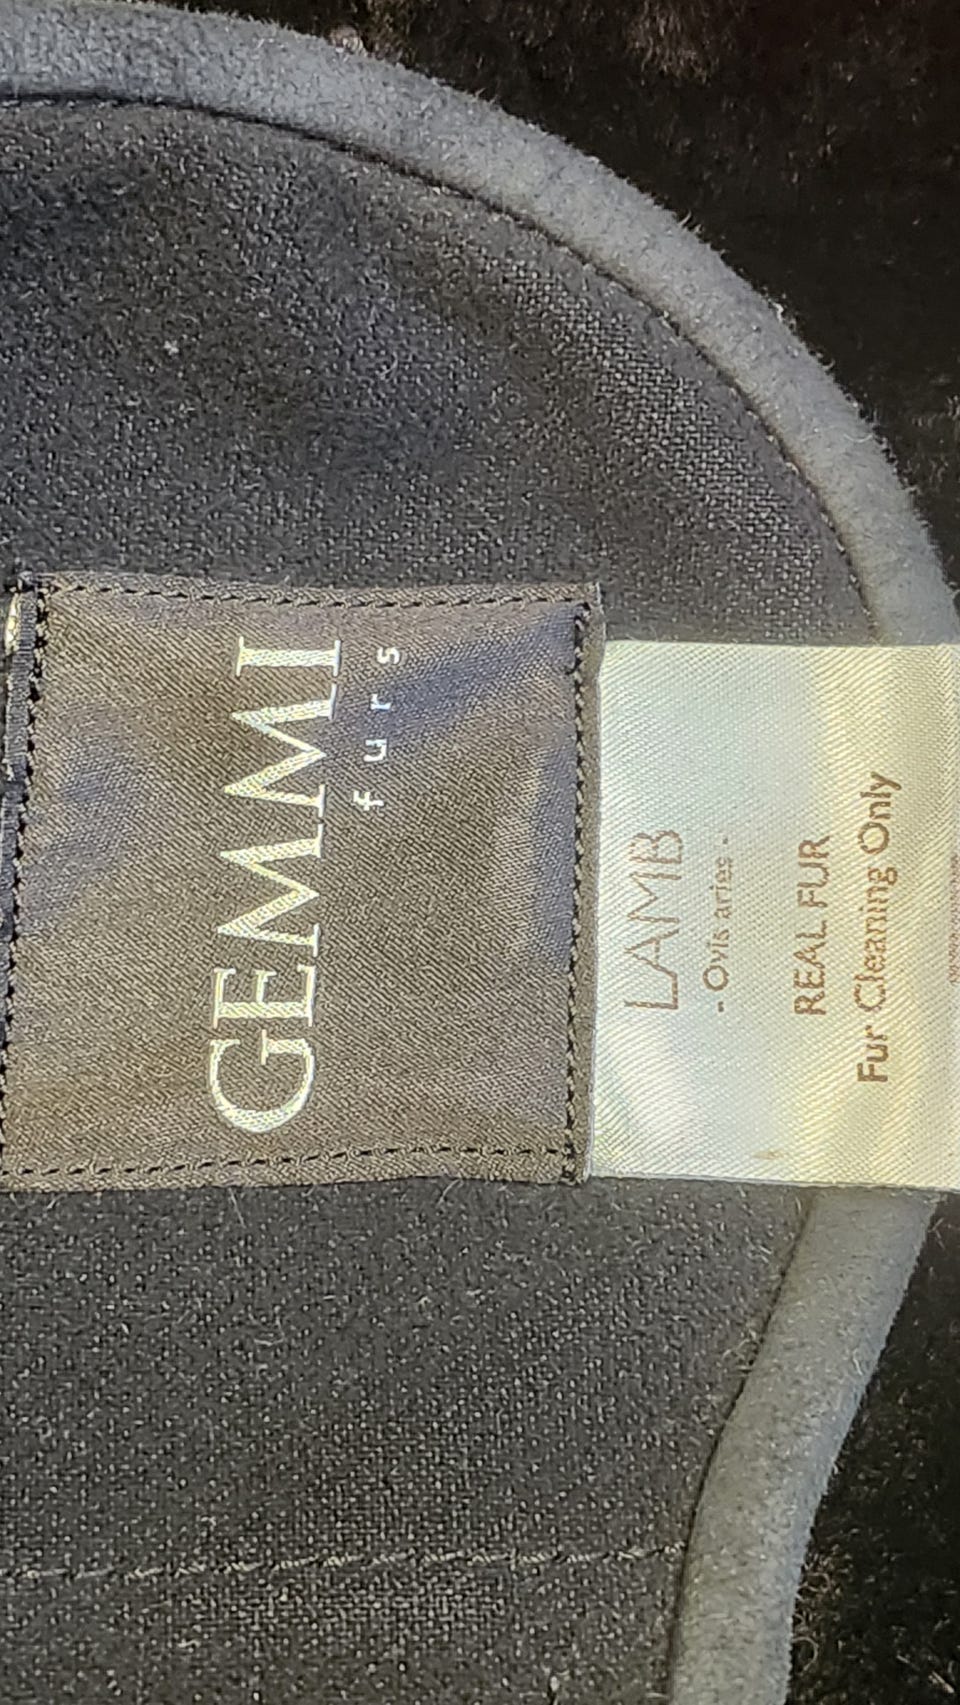 GEMMI
furs
LAMB
- Ovis aries -
REAL FUR
Fur Cleaning Only